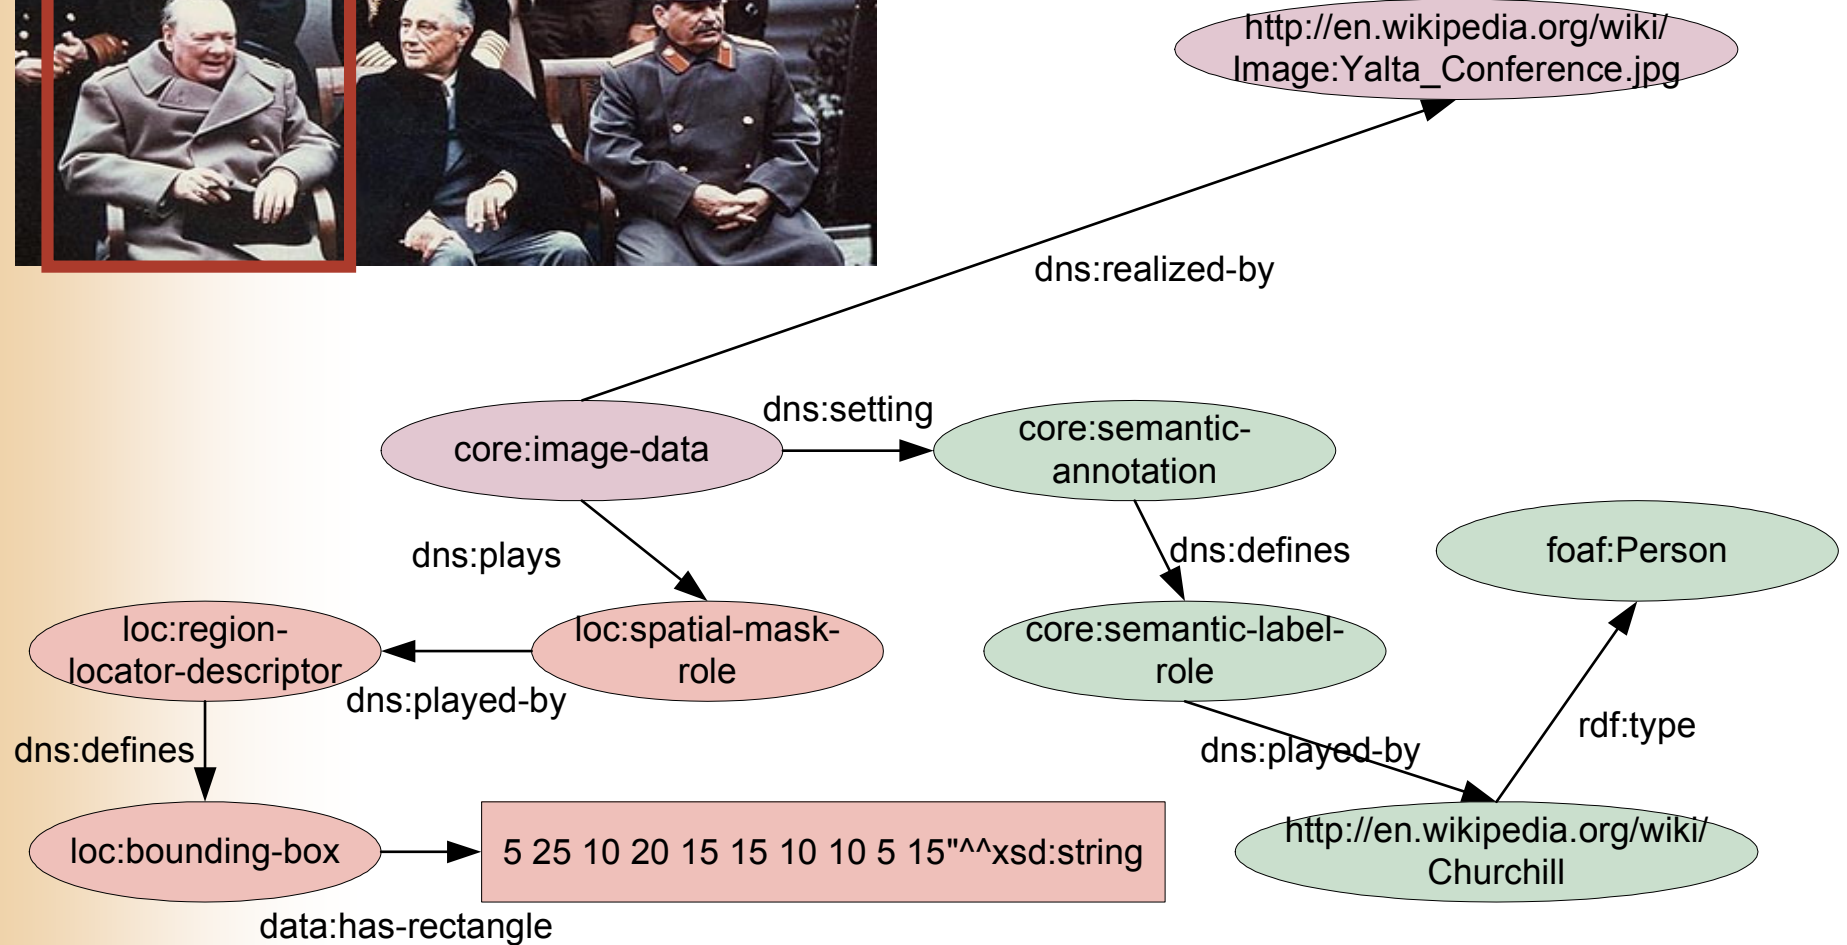 http://en.wikipedia.org/wiki/
Image:Yalta_Conference.jpg
dns:realized-by
dns:setting
core:image-data
core:semantic-
annotation
dns:plays
dns:defines
foaf:Person
loc:region-
locator-descriptor
loc:spatial-mask-
role
core:semantic-label-
role
dns:played-by
rdf:type
dns:defines
dns:played-by
loc:bounding-box
5 25 10 20 15 15 10 10 5 15"^^xsd:string
http://en.wikipedia.org/wiki/
Churchill
data:has-rectangle